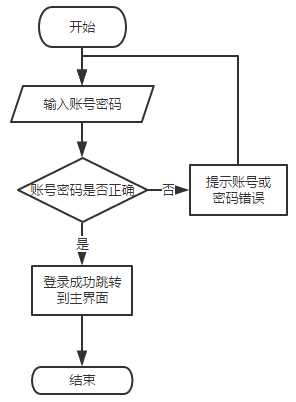 开始
输入账号密码
账号密码是否正确
否
提示账号或
密码错误
是
登录成功跳转
到主界面
结束